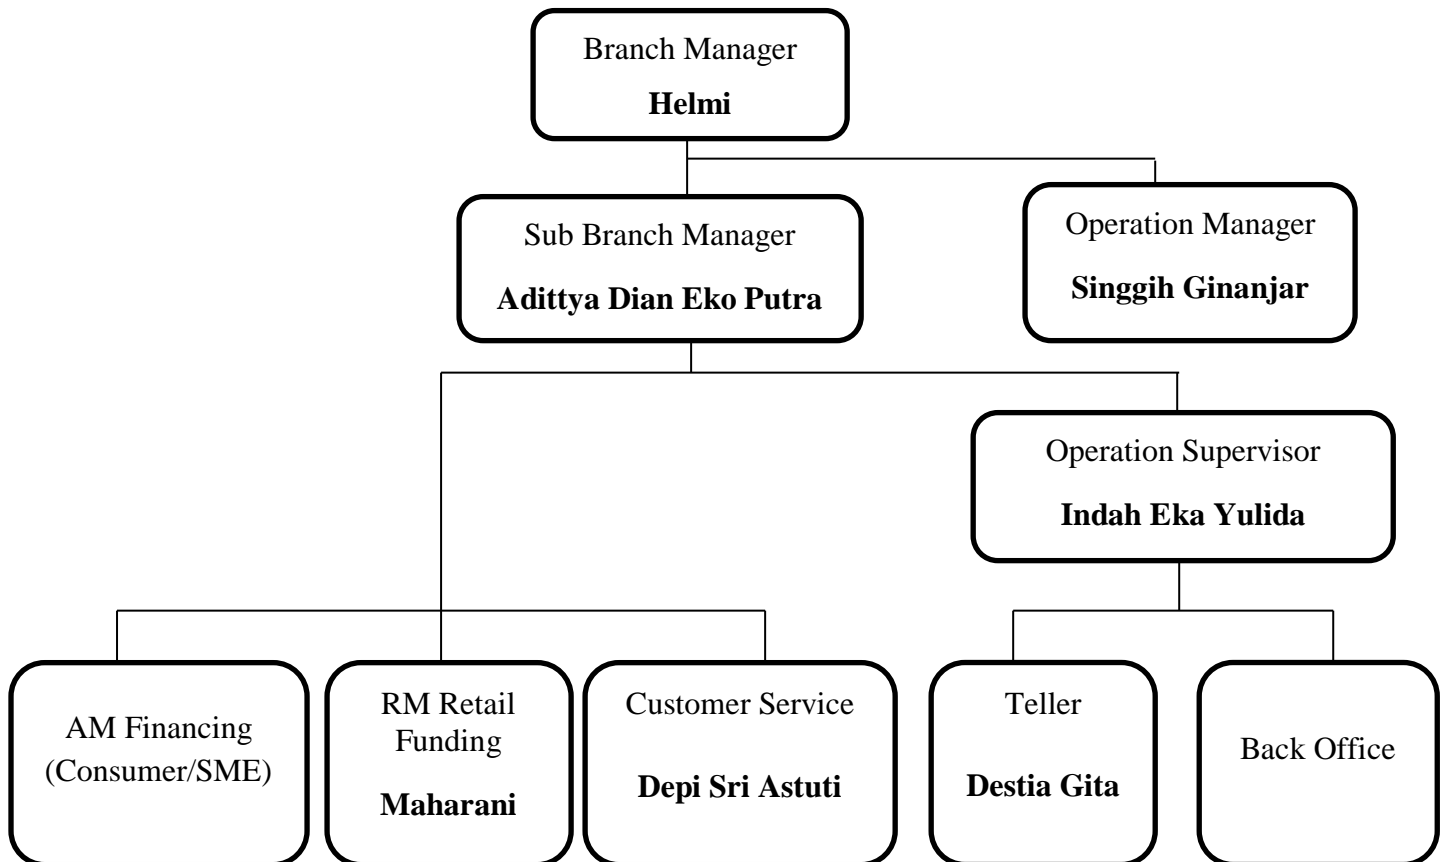 Branch Manager
Helmi
Sub Branch Manager
Adittya Dian Eko Putra
Operation Manager
Singgih Ginanjar
Operation Supervisor
Indah Eka Yulida
AM Financing
(Consumer/SME)
RM Retail
Funding
Maharani
Customer Service
Depi Sri Astuti
Teller
Destia Gita
Back Office